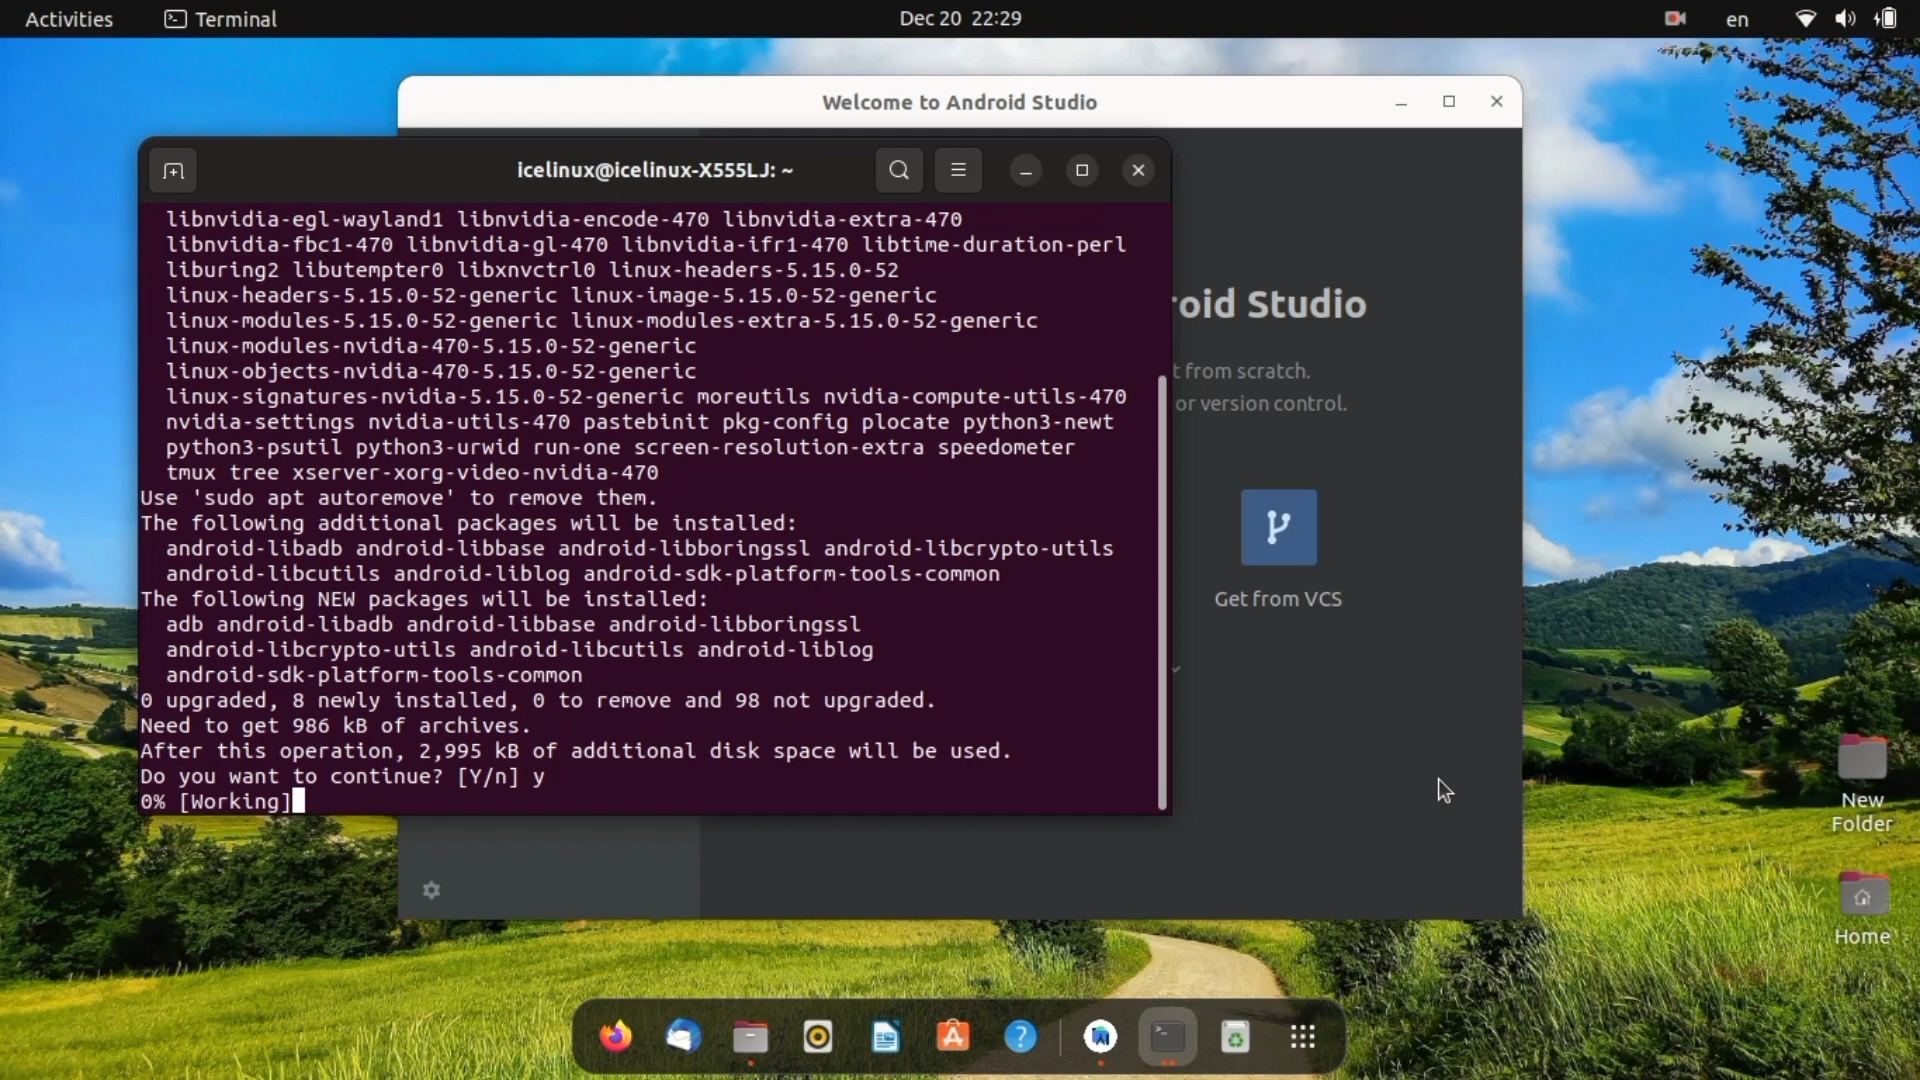 Activities
Terminal
Dec 20 22:29
en
Welcome to Android Studio
icelinux@icelinux-X555LJ: ~
libnvidia-egl-wayland1 libnvidia-encode-470 libnvidia-extra-470
libnvidia-fbc1-470 libnvidia-gl-470 libnvidia-ifr1-470 libtime-duration-perl
liburing2 libutempter0 libxnvctrl0 linux-headers-5.15.0-52
linux-headers-5.15.0-52-generic linux-image-5.15.0-52-generic
linux-modules-5.15.0-52-generic linux-modules-extra-5.15.0-52-generic
linux-modules-nvidia-470-5.15.0-52-generic
linux-objects-nvidia-470-5.15.0-52-generic
linux-signatures-nvidia-5.15.0-52-generic moreutils nvidia-compute-utils-470
nvidia-settings nvidia-utils-470 pastebinit pkg-config plocate python3-newt
python3-psutil python3-urwid run-one screen-resolution-extra speedometer
tmux tree xserver-xorg-video-nvidia-470
Use 'sudo apt autoremove' to remove them.
The following additional packages will be installed:
android-libadb android-libbase android-libboringssl android-libcrypto-utils
android-libcutils android-liblog android-sdk-platform-tools-common
The following NEW packages will be installed:
adb android-libadb android-libbase android-libboringssl
android-libcrypto-utils android-libcutils android-liblog
android-sdk-platform-tools-common
0 upgraded, 8 newly installed, 0 to remove and 98 not upgraded.
Need to get 986 kB of archives.
After this operation, 2,995 kB of additional disk space will be used.
Do you want to continue? [Y/n] y
0% [Working]
roid Studio
t from scratch.
or version control.
Get from VCS
New
Folder
Home